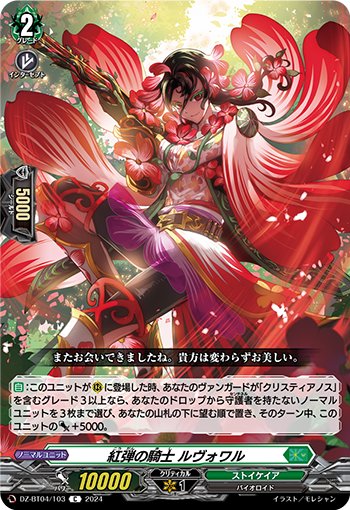 2
グレード
インターセプト
シールド
5000
またお会いできましたね。貴方は変わらずお美しい。
自:このユニットがRに登場した時、あなたのヴァンガードが「クリスティアノス」
を含むグレード3以上なら、あなたのドロップから守護者を持たないノーマル
ユニットを3枚まで選び、あなたの山札の下に望む順で置き、そのターン中、この
ユニットの+5000。
ノーマルユニット
紅弾の騎士 ルヴォワル
パワー
10000
クリティカル
1
ストイケイア
バイオロイド
DZ-BT04/103 C 2024
イラスト/モレシャン